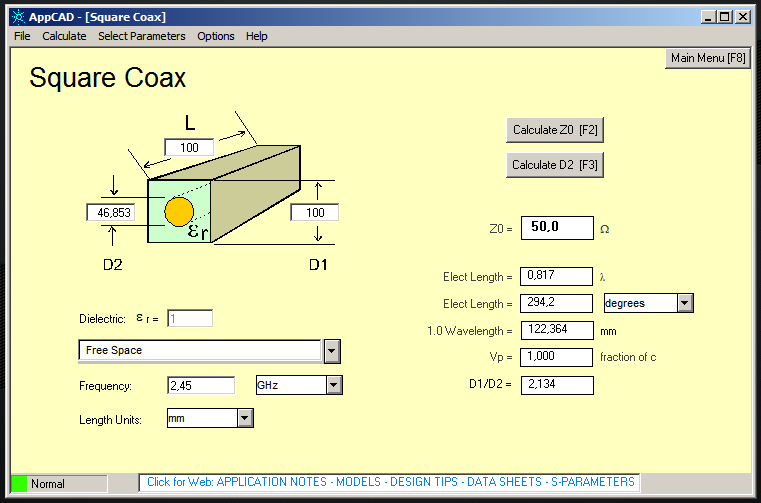 AppCAD - [Square Coax]
File Calculate Select Parameters Options Help
Main Menu [F8]
Square Coax
L
100
Calculate Z0 [F2]
Calculate D2 [F3]
46,853
εr
100
D2
D1
Z0 = 50,0 Ω
Elect Length = 0,817 λ
Elect Length = 294,2 degrees
1.0 Wavelength = 122,364 mm
Vp = 1,000 fraction of c
D1/D2 = 2,134
Dielectric: εr = 1
Free Space
Frequency: 2,45 GHz
Length Units: mm
Normal
Click for Web: APPLICATION NOTES - MODELS - DESIGN TIPS - DATA SHEETS - S-PARAMETERS